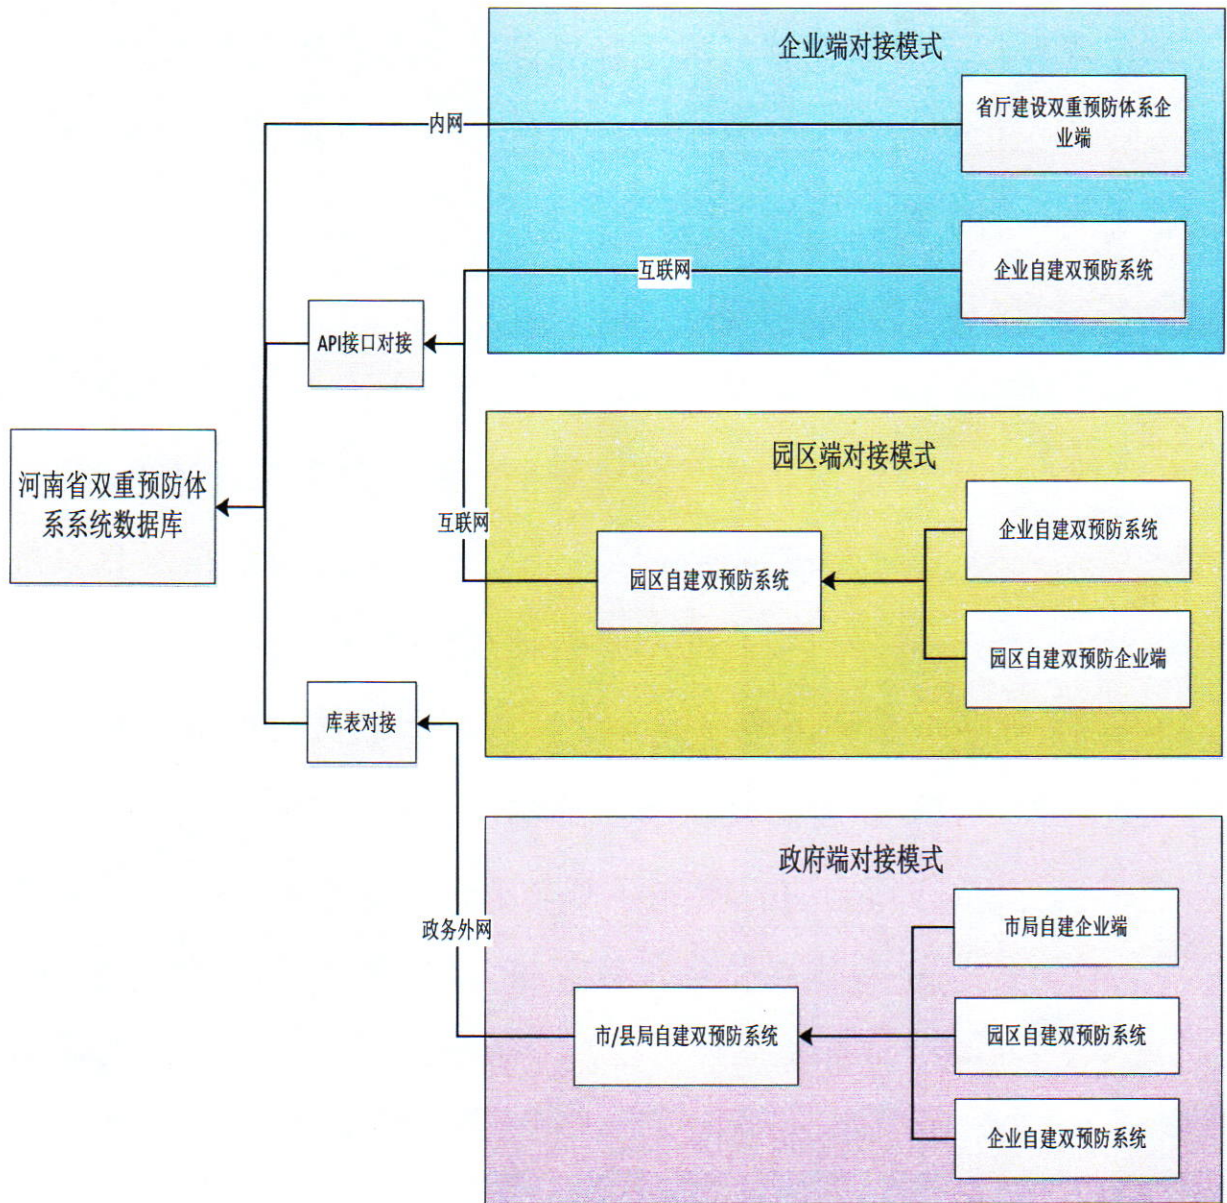 企业端对接模式
省厅建设双重预防体系企
业端
内网
互联网
企业自建双预防系统
API接口对接
河南省双重预防体
系系统数据库
园区端对接模式
互联网
企业自建双预防系统
园区自建双预防系统
园区自建双预防企业端
库表对接
政府端对接模式
政务外网
市局自建企业端
市/县局自建双预防系统
园区自建双预防系统
企业自建双预防系统